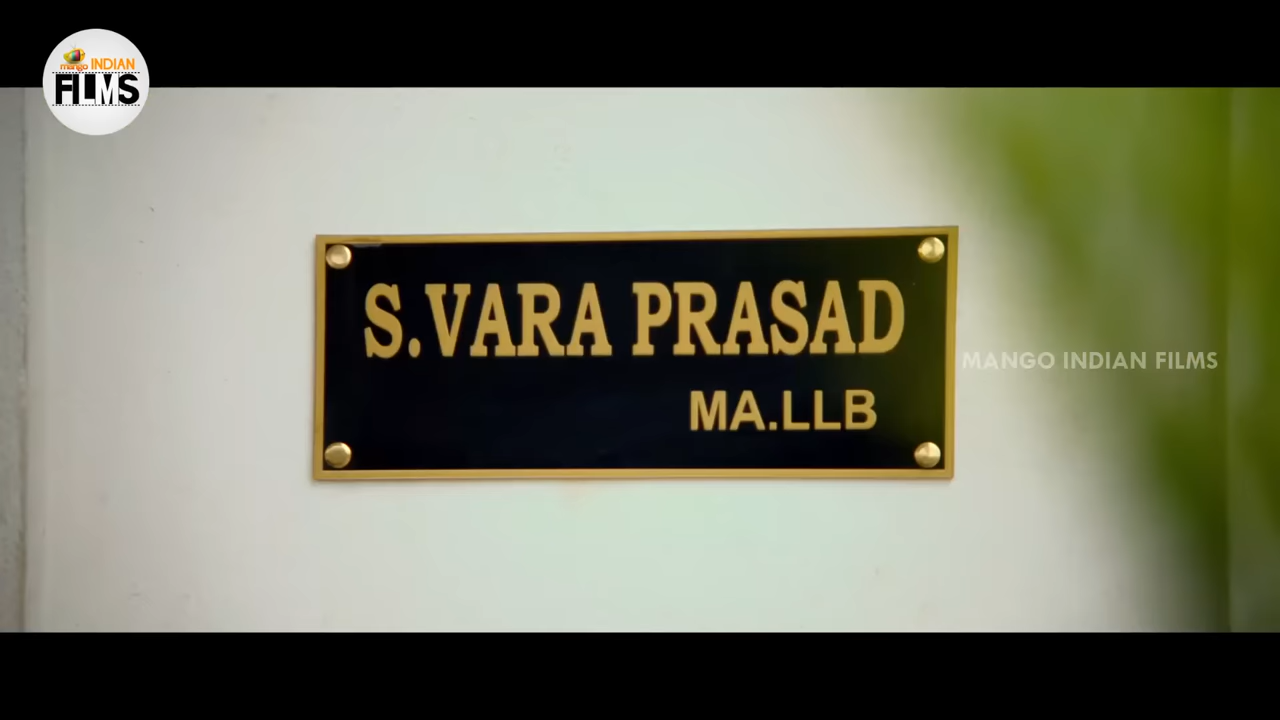 mango INDIAN
FILMS
S.VARA PRASAD
MA.LLB
MANGO INDIAN FILMS